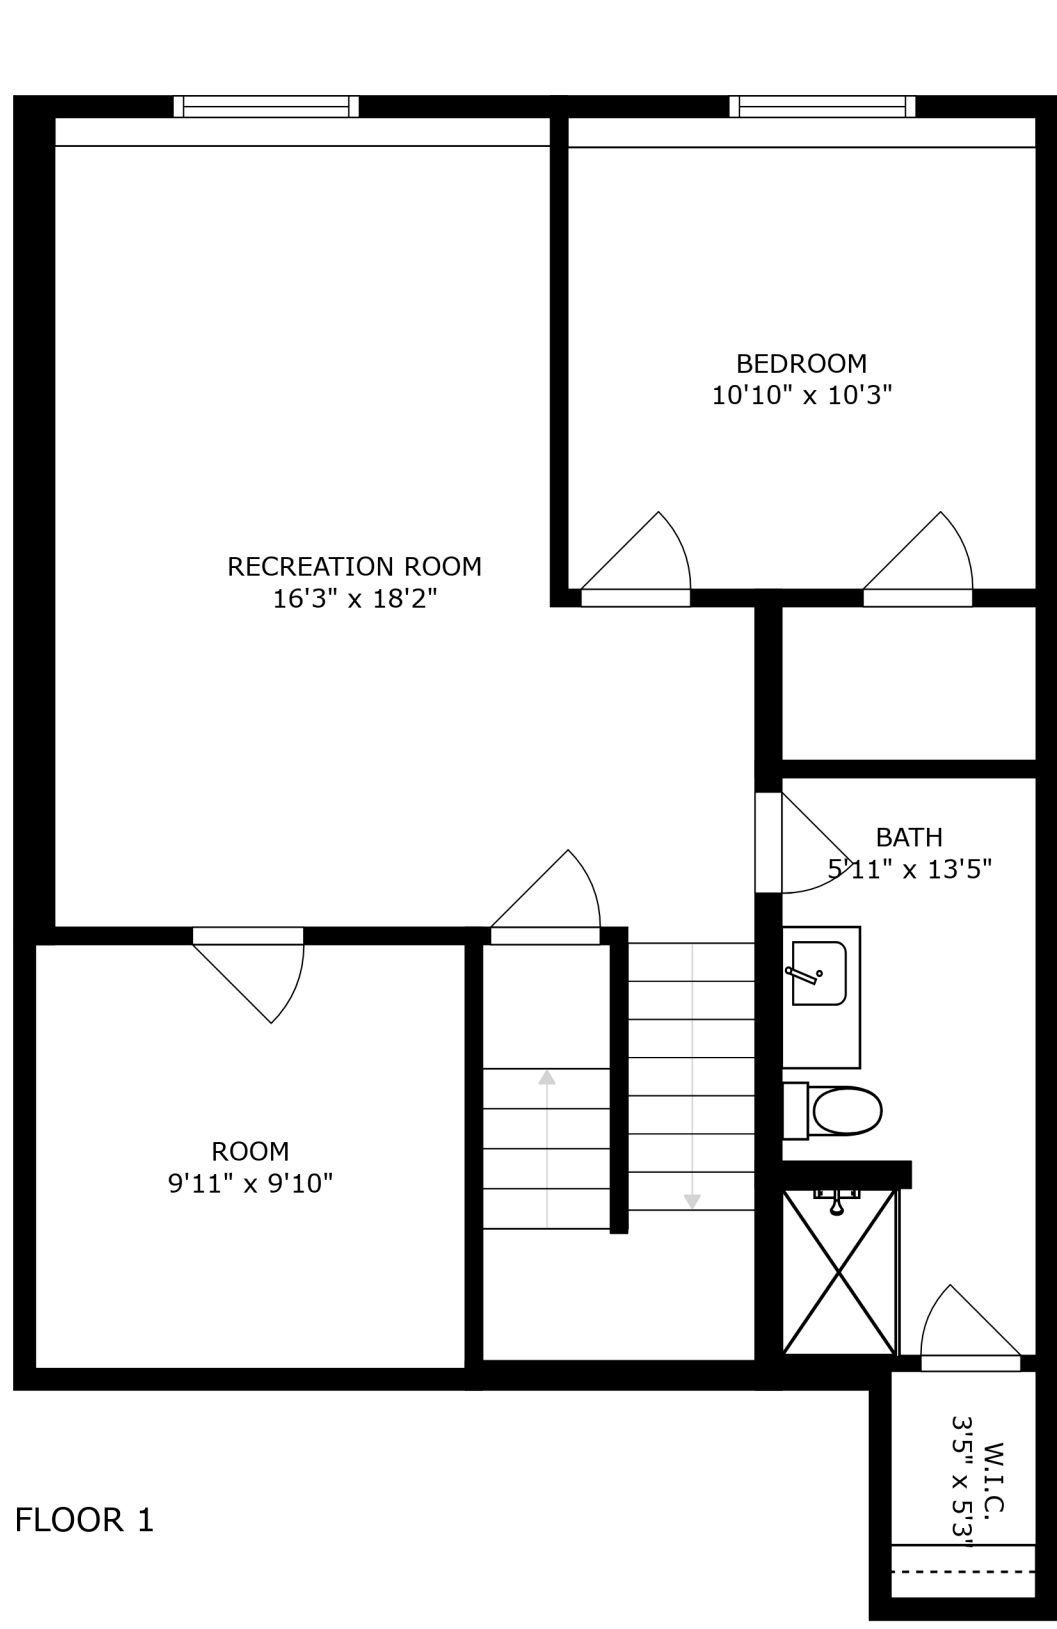 BEDROOM
10'10" x 10'3"
RECREATION ROOM
16'3" x 18'2"
BATH
5'11" x 13'5"
ROOM
9'11" x 9'10"
W.I.C.
3'5" x 5'3"
FLOOR 1